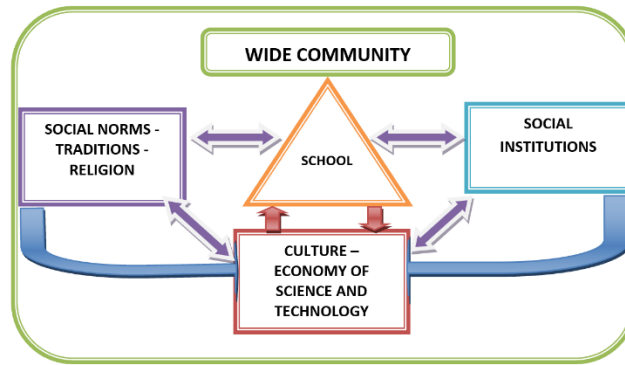 WIDE COMMUNITY
SOCIAL NORMS -
TRADITIONS -
RELIGION
SCHOOL
SOCIAL
INSTITUTIONS
CULTURE –
ECONOMY OF
SCIENCE AND
TECHNOLOGY